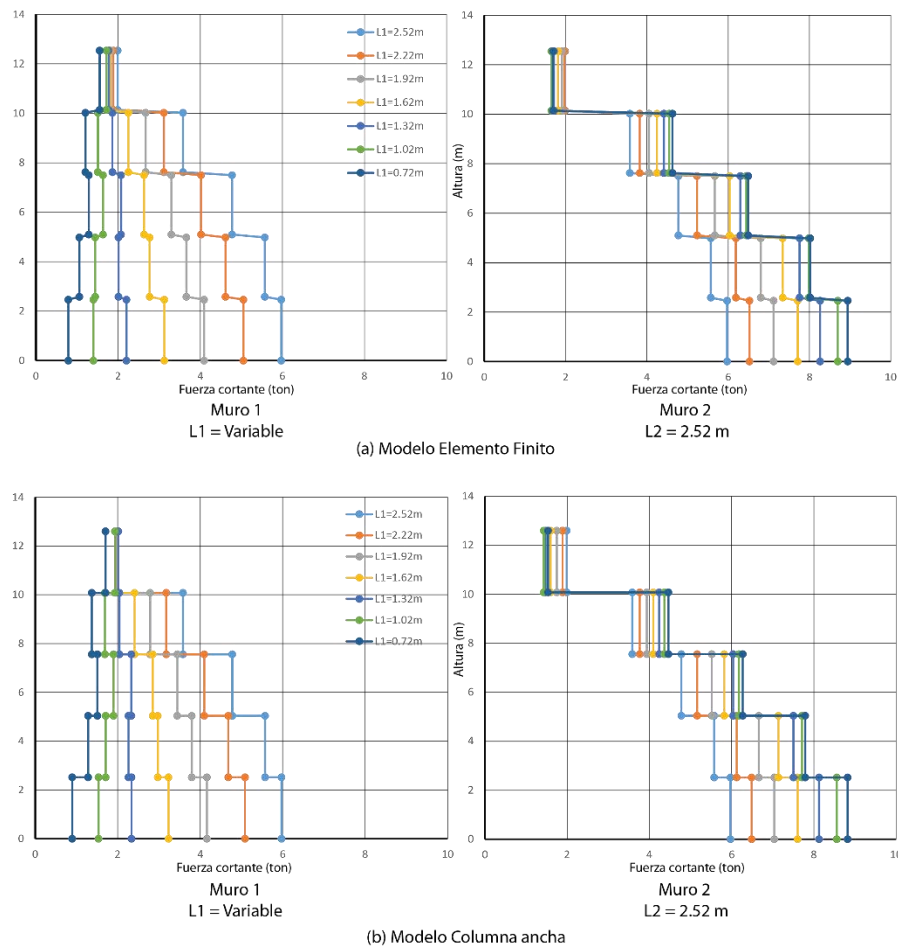 14
12
10
8
6
4
2
0
0 2 4 6 8 10
L1=2.52m
L1=2.22m
L1=1.92m
L1=1.62m
L1=1.32m
L1=1.02m
L1=0.72m
Fuerza cortante (ton)
Muro 1
L1 = Variable
Altura (m)
14
12
10
8
6
4
2
0
0 2 4 6 8 10
Fuerza cortante (ton)
Muro 2
L2 = 2.52 m
(a) Modelo Elemento Finito
14
12
10
8
6
4
2
0
0 2 4 6 8 10
L1=2.52m
L1=2.22m
L1=1.92m
L1=1.62m
L1=1.32m
L1=1.02m
L1=0.72m
Fuerza cortante (ton)
Muro 1
L1 = Variable
Altura (m)
14
12
10
8
6
4
2
0
0 2 4 6 8 10
Fuerza cortante (ton)
Muro 2
L2 = 2.52 m
(b) Modelo Columna ancha